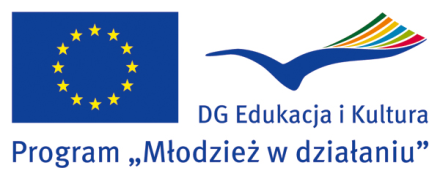 DG Edukacja i Kultura
Program „Młodzież w działaniu”